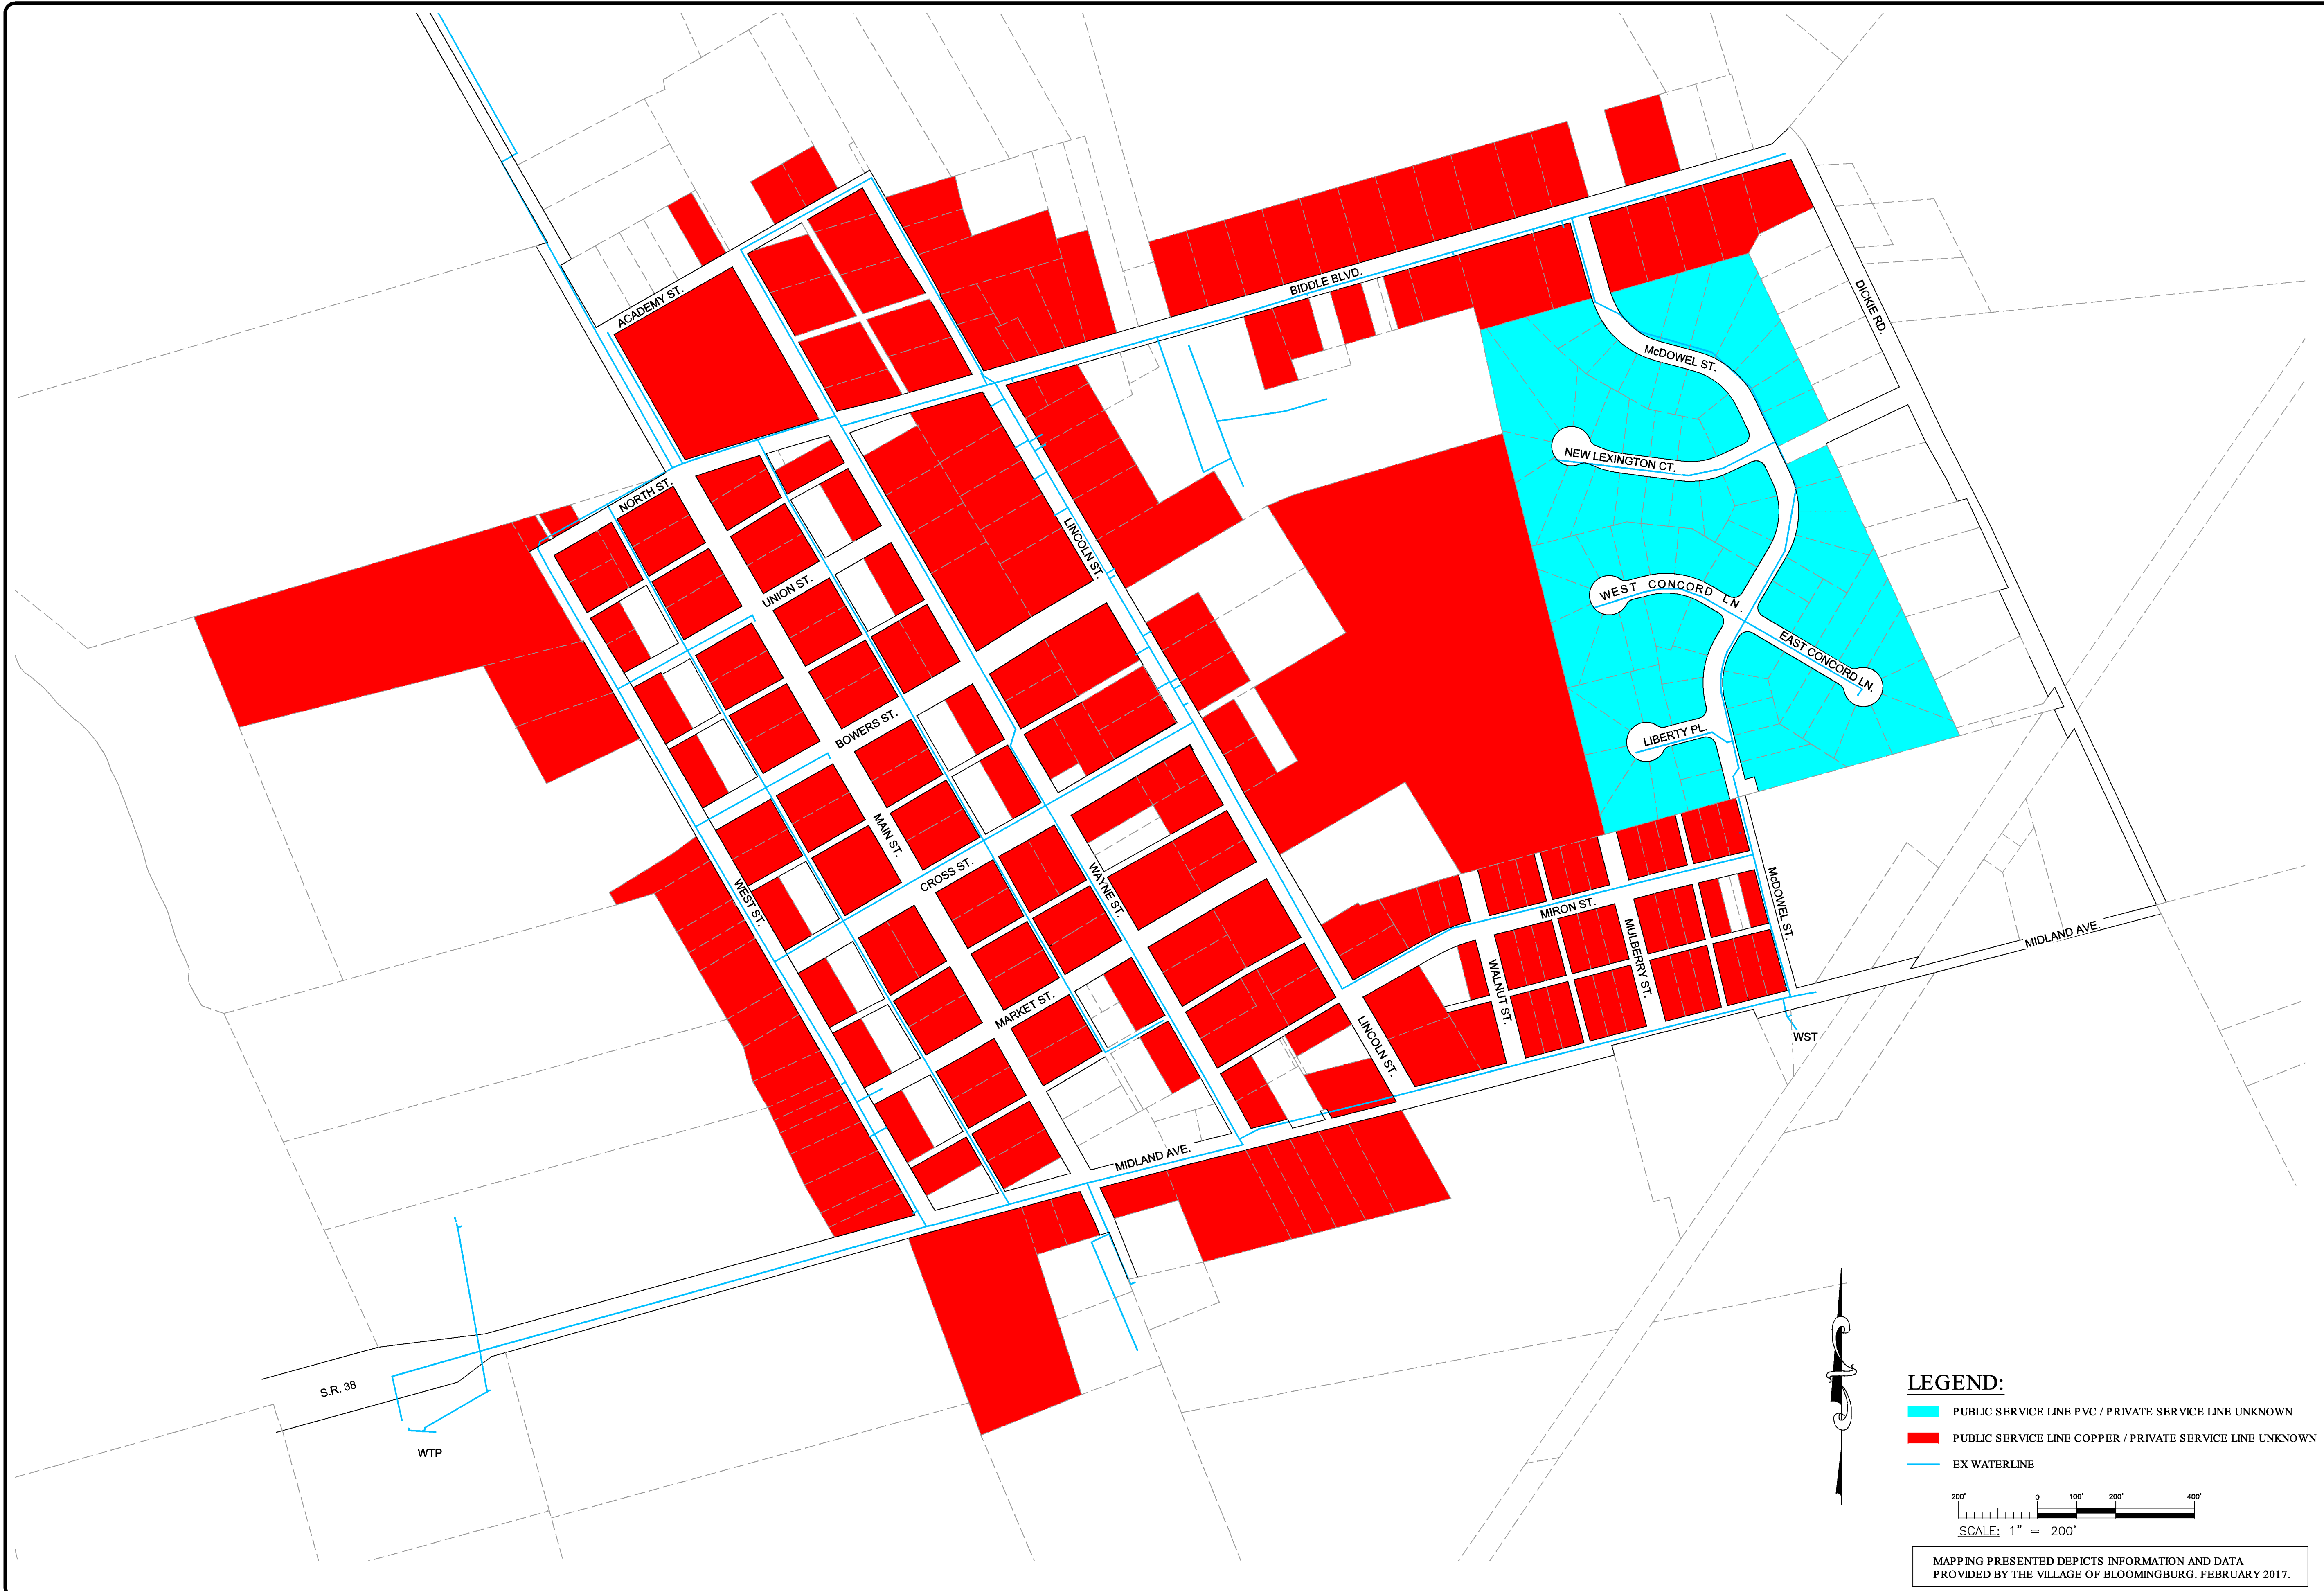 ACADEMY ST.
BIDDLE BLVD.
DICKIE RD.
McDOWEL ST.
NEW LEXINGTON CT.
NORTH ST.
LINCOLN ST.
UNION ST.
WEST CONCORD LN.
EAST CONCORD LN.
BOWERS ST.
LIBERTY PL.
MAIN ST.
CROSS ST.
WEST ST.
WAYNE ST.
MIRON ST.
McDOWEL ST.
MULBERRY ST.
MIDLAND AVE.
WALNUT ST.
MARKET ST.
LINCOLN ST.
WST
MIDLAND AVE.
S.R. 38
WTP
LEGEND:
PUBLIC SERVICE LINE PVC / PRIVATE SERVICE LINE UNKNOWN
PUBLIC SERVICE LINE COPPER / PRIVATE SERVICE LINE UNKNOWN
EX WATERLINE
200' 0 100' 200' 400'
SCALE: 1" = 200'
MAPPING PRESENTED DEPICTS INFORMATION AND DATA
PROVIDED BY THE VILLAGE OF BLOOMINGBURG. FEBRUARY 2017.